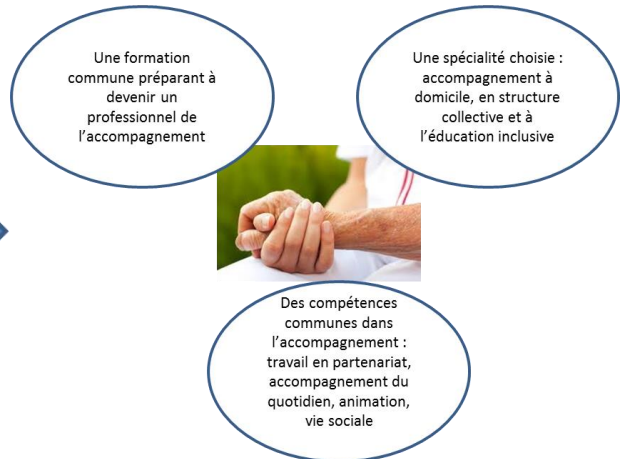 Une formation
commune préparant à
devenir un
professionnel de
l’accompagnement
Une spécialité choisie :
accompagnement à
domicile, en structure
collective et à
l’éducation inclusive
Des compétences
communes dans
l’accompagnement :
travail en partenariat,
accompagnement du
quotidien, animation,
vie sociale